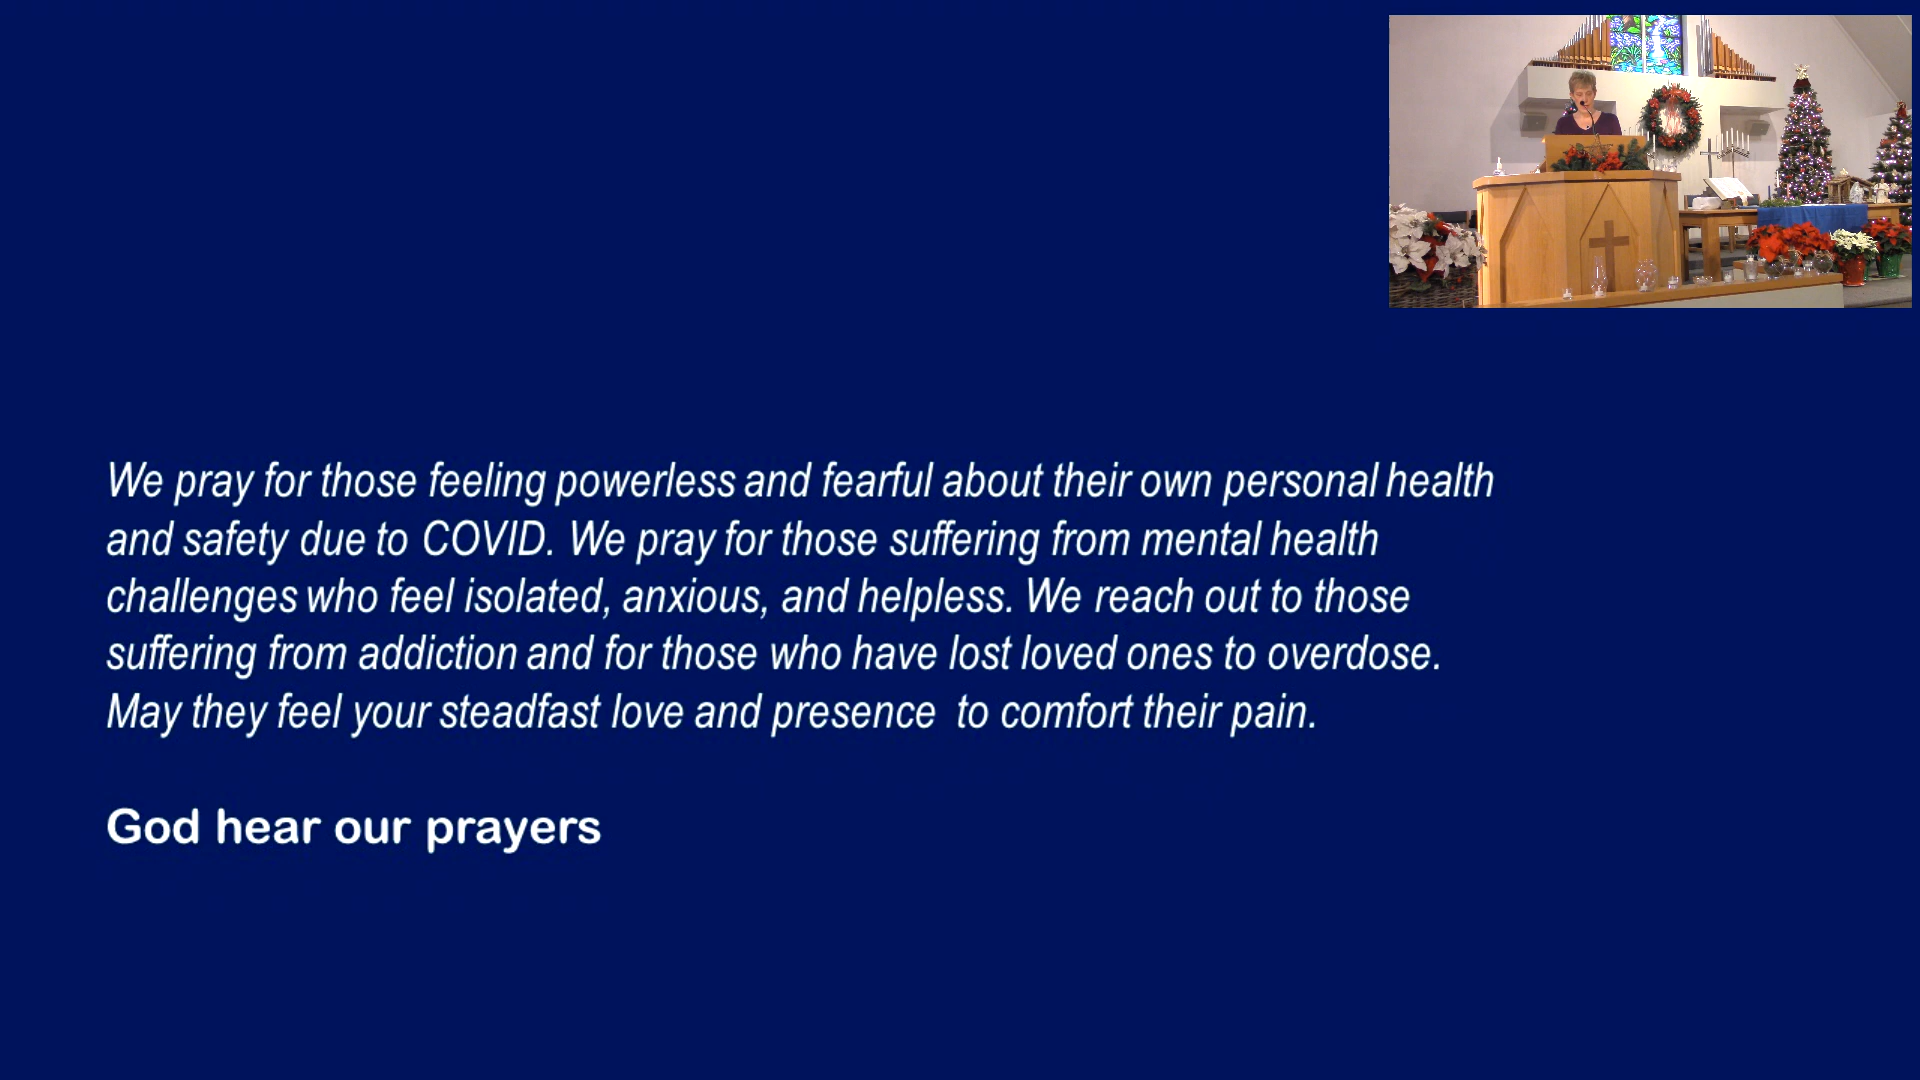 We pray for those feeling powerless and fearful about their own personal health
and safety due to COVID. We pray for those suffering from mental health
challenges who feel isolated, anxious, and helpless. We reach out to those
suffering from addiction and for those who have lost loved ones to overdose.
May they feel your steadfast love and presence  to comfort their pain.
God hear our prayers